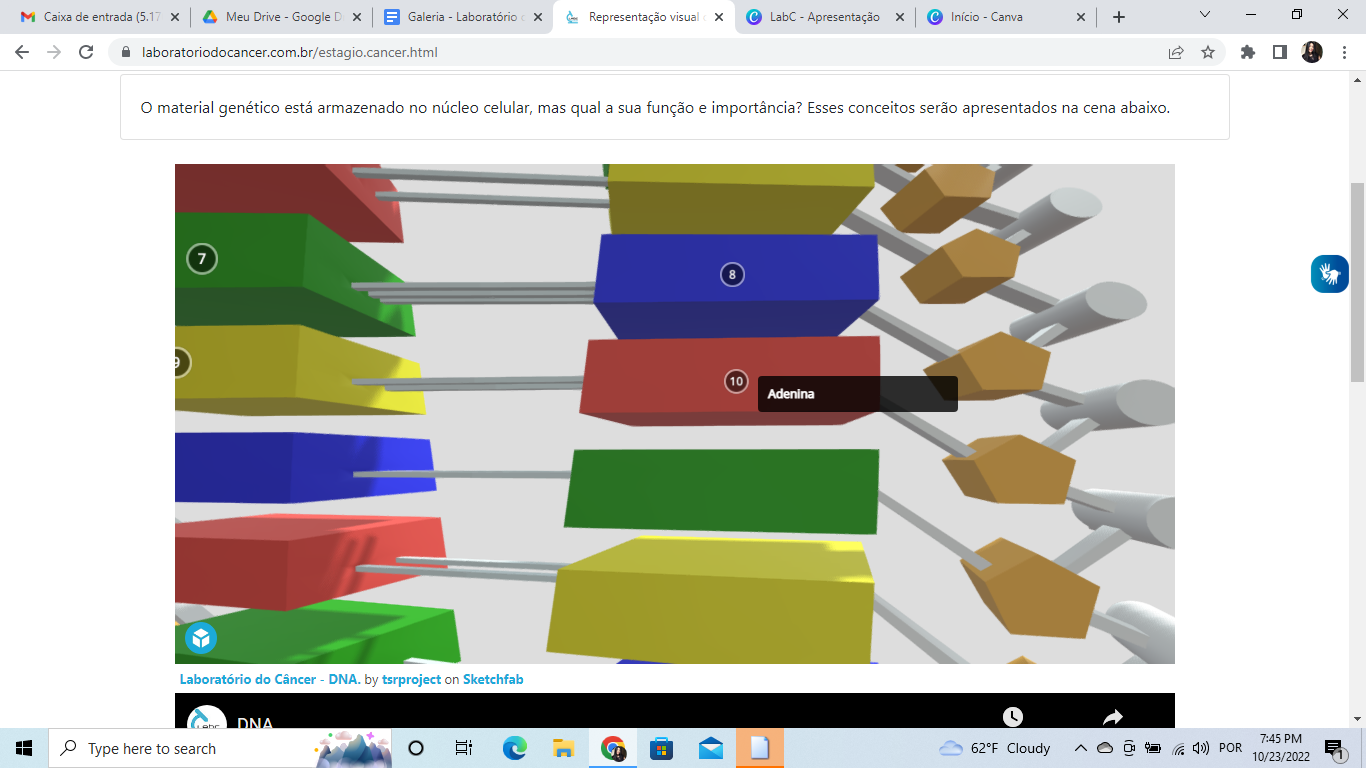 Caixa de entrada (5.17
Meu Drive - Google D
Galeria - Laboratório d
Representação visual d
LabC - Apresentação
Início - Canva
laboratoriodocancer.com.br/estagio.cancer.html
O material genético está armazenado no núcleo celular, mas qual a sua função e importância? Esses conceitos serão apresentados na cena abaixo.
7
8
9
10
Adenina
Laboratório do Câncer - DNA. by tsrproject on Sketchfab
DNA
Type here to search
62°F Cloudy
POR
7:45 PM
10/23/2022
1